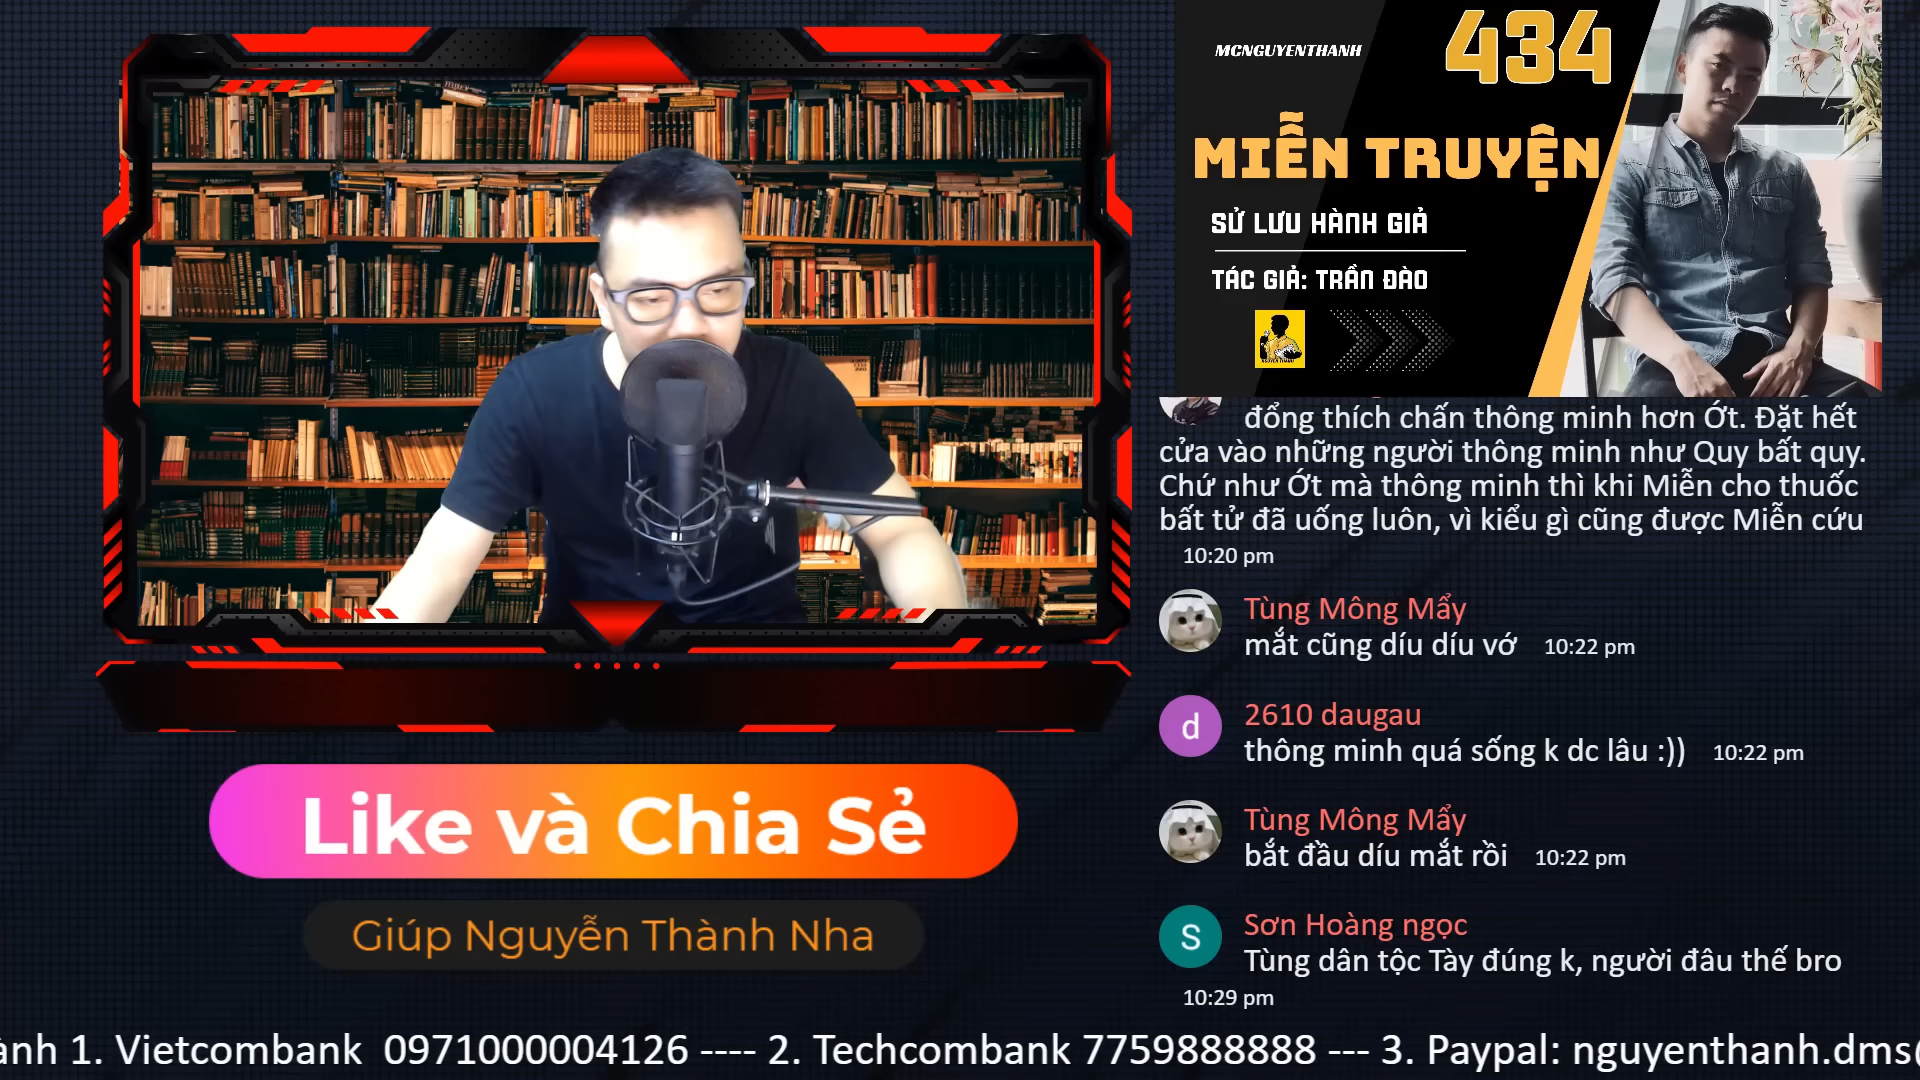 MCNGUYENTHANH
434
MIỄN TRUYỆN
SỬ LƯU HÀNH GIẢ
TÁC GIẢ: TRẦN ĐÀO
đổng thích chấn thông minh hơn Ớt. Đặt hết
cửa vào những người thông minh như Quy bất quy.
Chứ như Ớt mà thông minh thì khi Miễn cho thuốc
bất tử đã uống luôn, vì kiểu gì cũng được Miễn cứu
10:20 pm
Tùng Mông Mẩy
mắt cũng díu díu vớ 10:22 pm
d
2610 daugau
thông minh quá sống k dc lâu :)) 10:22 pm
Tùng Mông Mẩy
bắt đầu díu mắt rồi 10:22 pm
S
Sơn Hoàng ngọc
Tùng dân tộc Tày đúng k, người đâu thế bro
10:29 pm
Like và Chia Sẻ
Giúp Nguyễn Thành Nha
ành 1. Vietcombank 0971000004126 ---- 2. Techcombank 7759888888 --- 3. Paypal: nguyenthanh.dms@